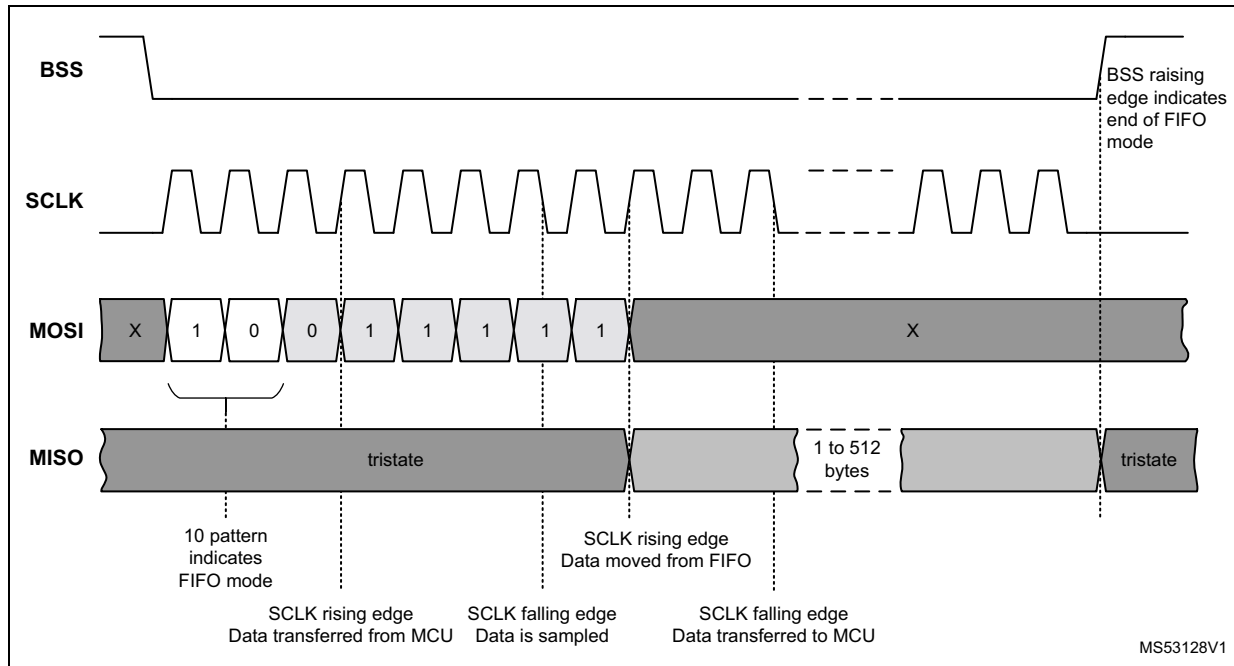 BSS
BSS raising
edge indicates
end of FIFO
mode
SCLK
MOSI
X
1
0
0
1
1
1
1
1
X
MISO
tristate
1 to 512
bytes
tristate
10 pattern
indicates
FIFO mode
SCLK rising edge
Data moved from FIFO
SCLK rising edge
Data transferred from MCU
SCLK falling edge
Data is sampled
SCLK falling edge
Data transferred to MCU
MS53128V1